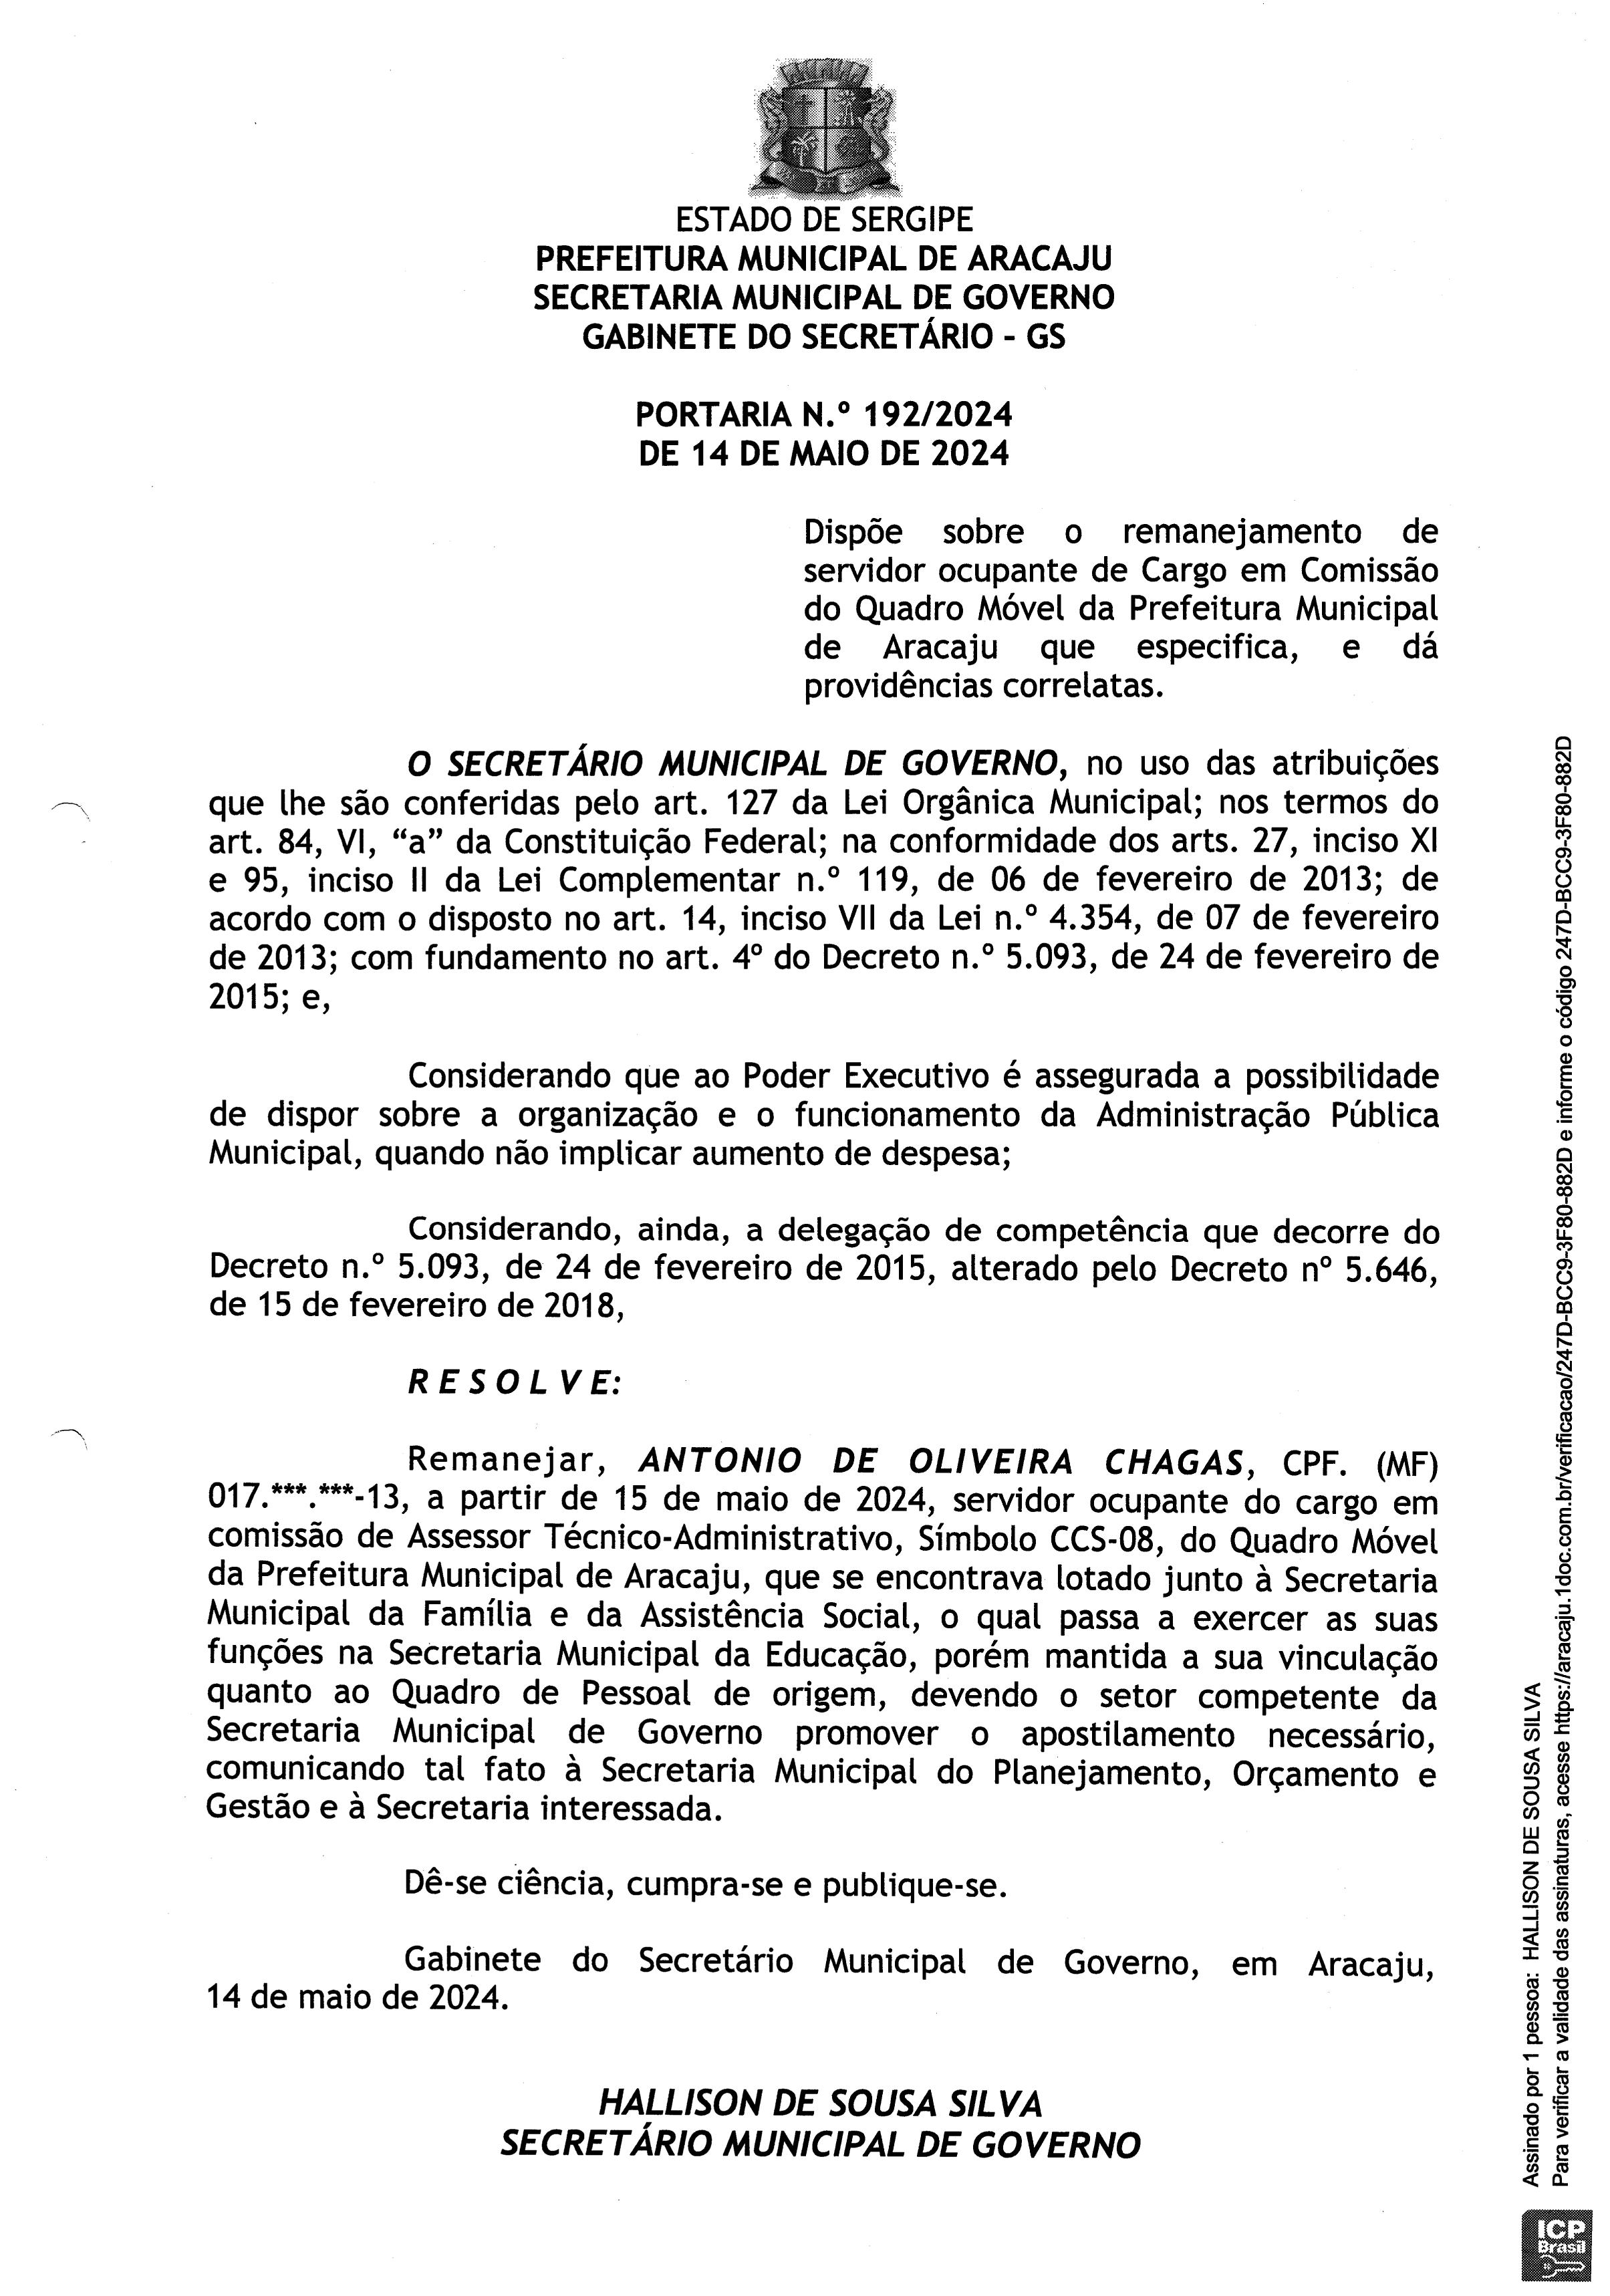 ESTADO DE SERGIPE
PREFEITURA MUNICIPAL DE ARACAJU
SECRETARIA MUNICIPAL DE GOVERNO
GABINETE DO SECRETÁRIO - GS
PORTARIA N.º 192/2024
DE 14 DE MAIO DE 2024
Dispõe sobre o remanejamento de
servidor ocupante de Cargo em Comissão
do Quadro Móvel da Prefeitura Municipal
de Aracaju que especifica, e dá
providências correlatas.
O SECRETÁRIO MUNICIPAL DE GOVERNO, no uso das atribuições
que lhe são conferidas pelo art. 127 da Lei Orgânica Municipal; nos termos do
art. 84, VI, “a” da Constituição Federal; na conformidade dos arts. 27, inciso XI
e 95, inciso II da Lei Complementar n.º 119, de 06 de fevereiro de 2013; de
acordo com o disposto no art. 14, inciso VII da Lei n.º 4.354, de 07 de fevereiro
de 2013; com fundamento no art. 4º do Decreto n.º 5.093, de 24 de fevereiro de
2015; e,
Considerando que ao Poder Executivo é assegurada a possibilidade
de dispor sobre a organização e o funcionamento da Administração Pública
Municipal, quando não implicar aumento de despesa;
Considerando, ainda, a delegação de competência que decorre do
Decreto n.º 5.093, de 24 de fevereiro de 2015, alterado pelo Decreto nº 5.646,
de 15 de fevereiro de 2018,
R E S O L V E:
Remanejar, ANTONIO DE OLIVEIRA CHAGAS, CPF. (MF)
017.***.***-13, a partir de 15 de maio de 2024, servidor ocupante do cargo em
comissão de Assessor Técnico-Administrativo, Símbolo CCS-08, do Quadro Móvel
da Prefeitura Municipal de Aracaju, que se encontrava lotado junto à Secretaria
Municipal da Família e da Assistência Social, o qual passa a exercer as suas
funções na Secretaria Municipal da Educação, porém mantida a sua vinculação
quanto ao Quadro de Pessoal de origem, devendo o setor competente da
Secretaria Municipal de Governo promover o apostilamento necessário,
comunicando tal fato à Secretaria Municipal do Planejamento, Orçamento e
Gestão e à Secretaria interessada.
Dê-se ciência, cumpra-se e publique-se.
Gabinete do Secretário Municipal de Governo, em Aracaju,
14 de maio de 2024.
HALLISON DE SOUSA SILVA
SECRETÁRIO MUNICIPAL DE GOVERNO
Assinado por 1 pessoa: HALLISON DE SOUSA SILVA
Para verificar a validade das assinaturas, acesse https://aracaju.1doc.com.br/verificacao/247D-BCC9-3F80-882D e informe o código 247D-BCC9-3F80-882D
ICP
Brasil